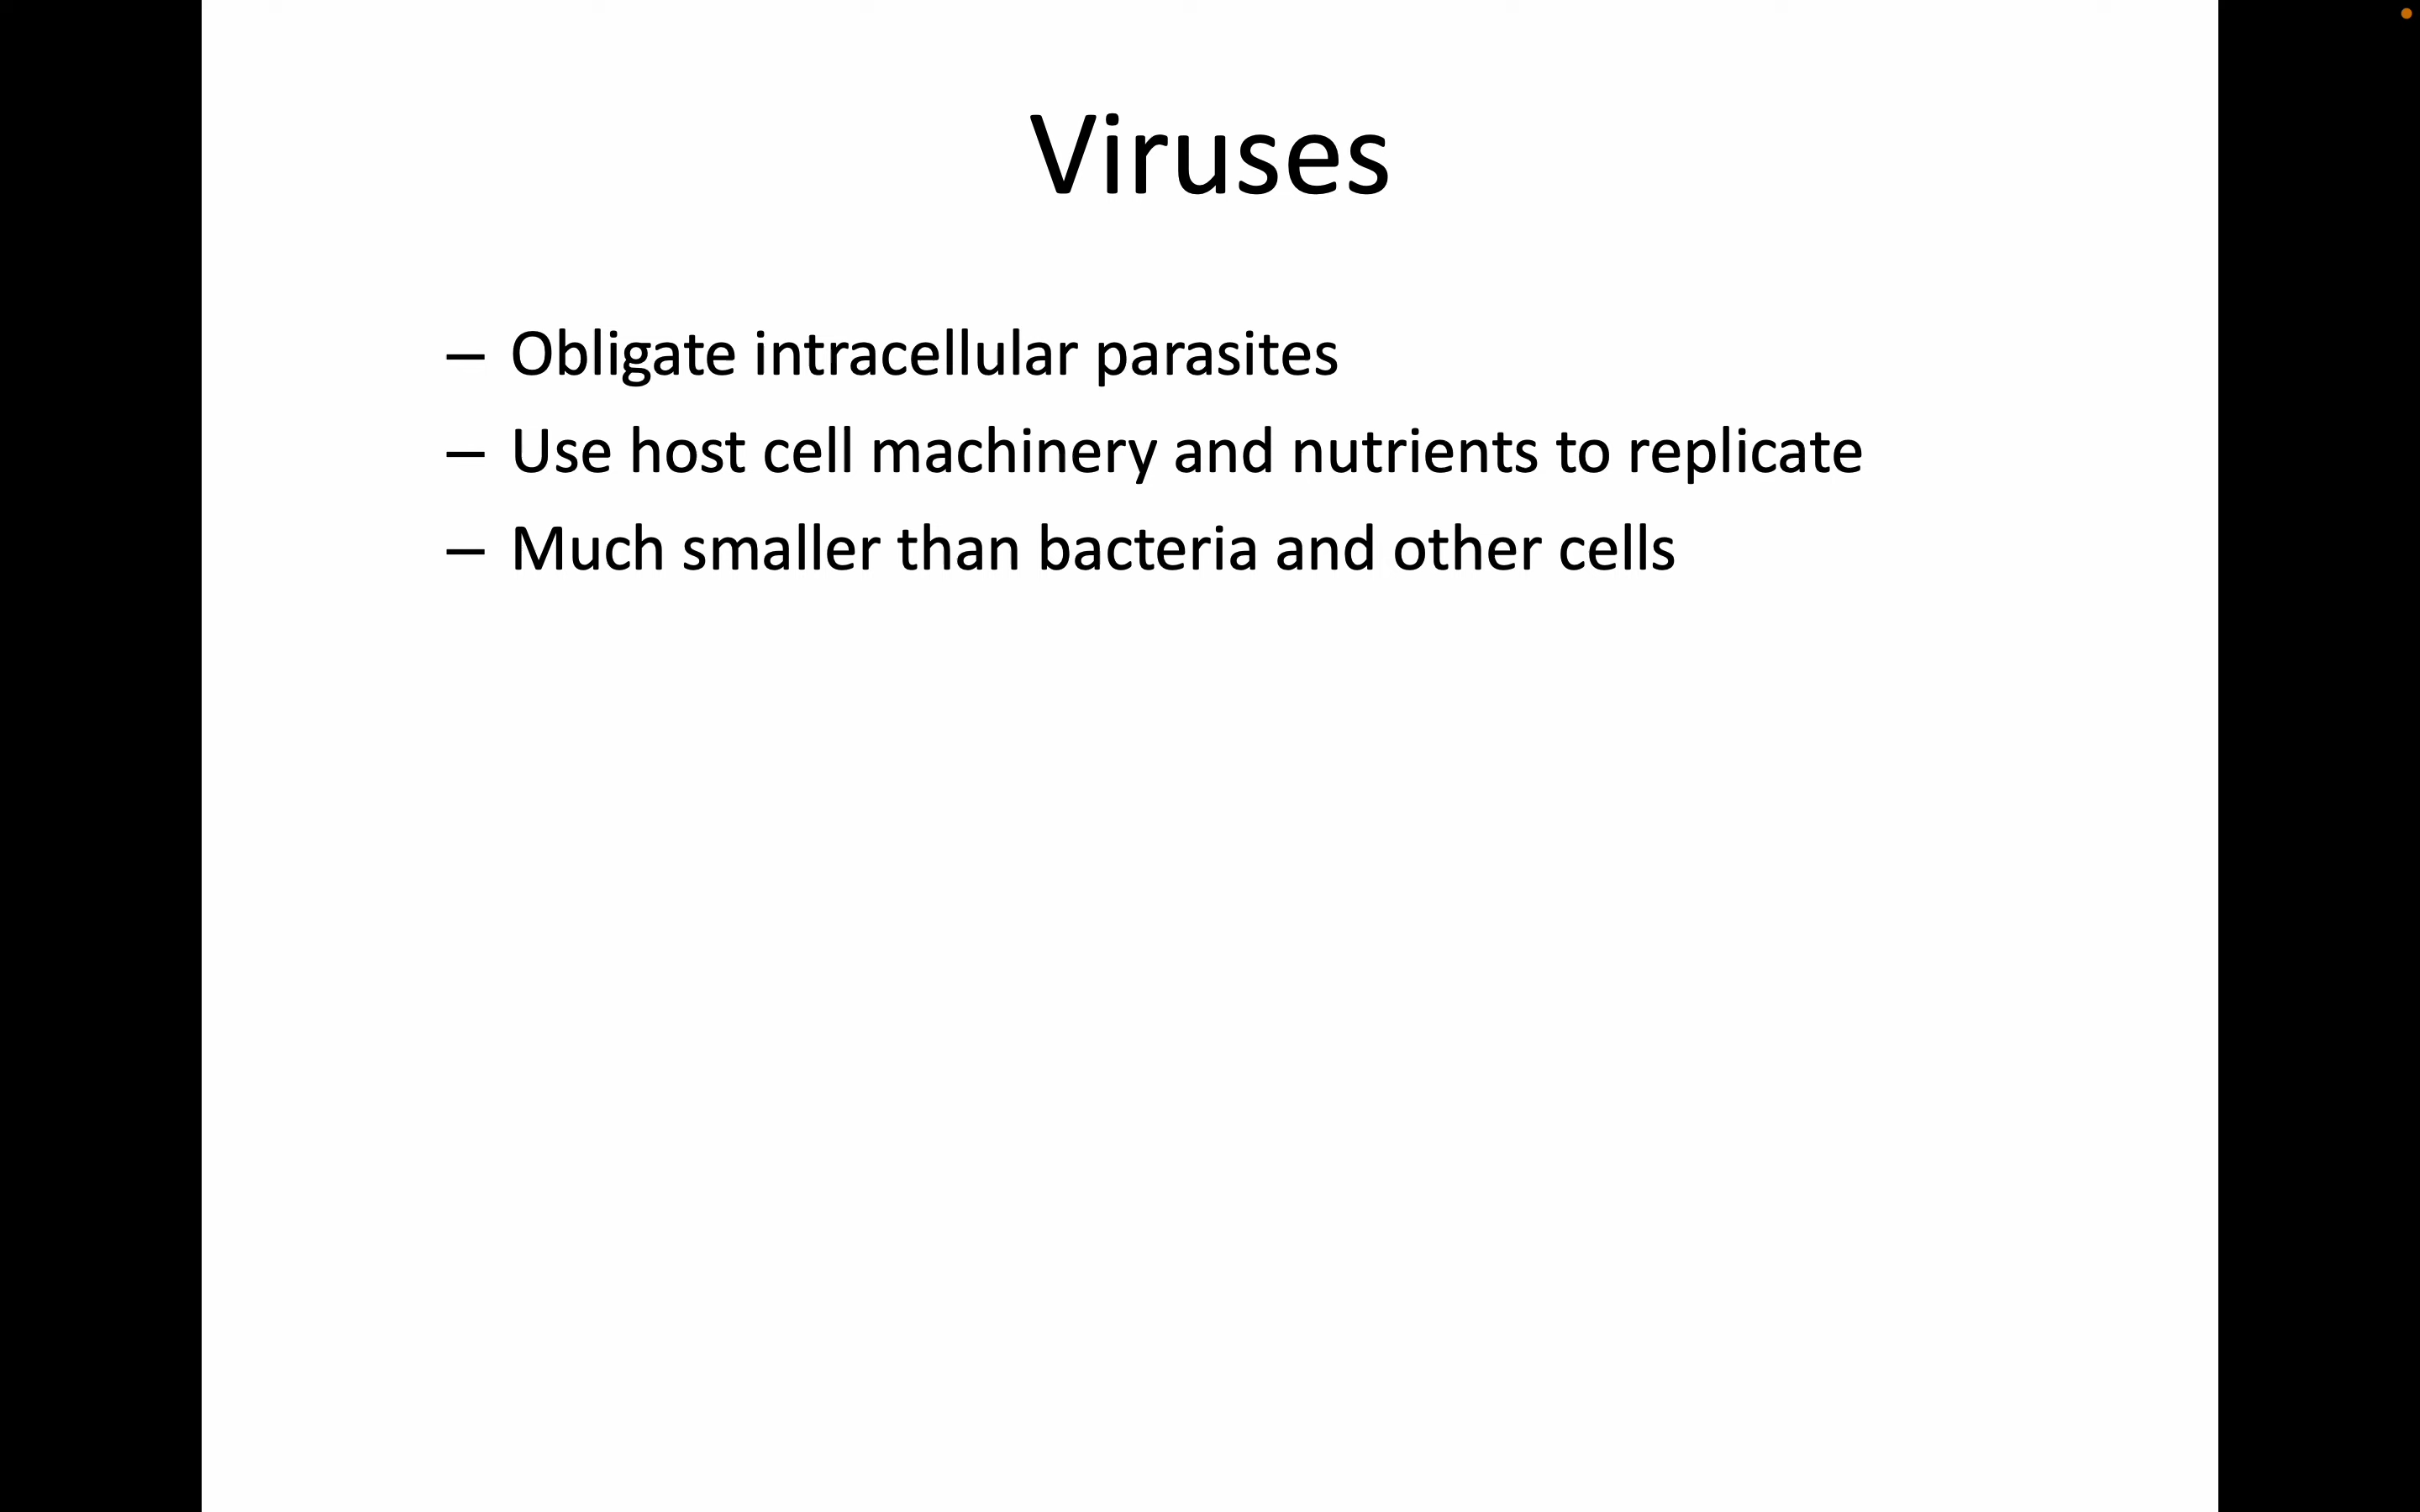 Viruses
– Obligate intracellular parasites
– Use host cell machinery and nutrients to replicate
– Much smaller than bacteria and other cells